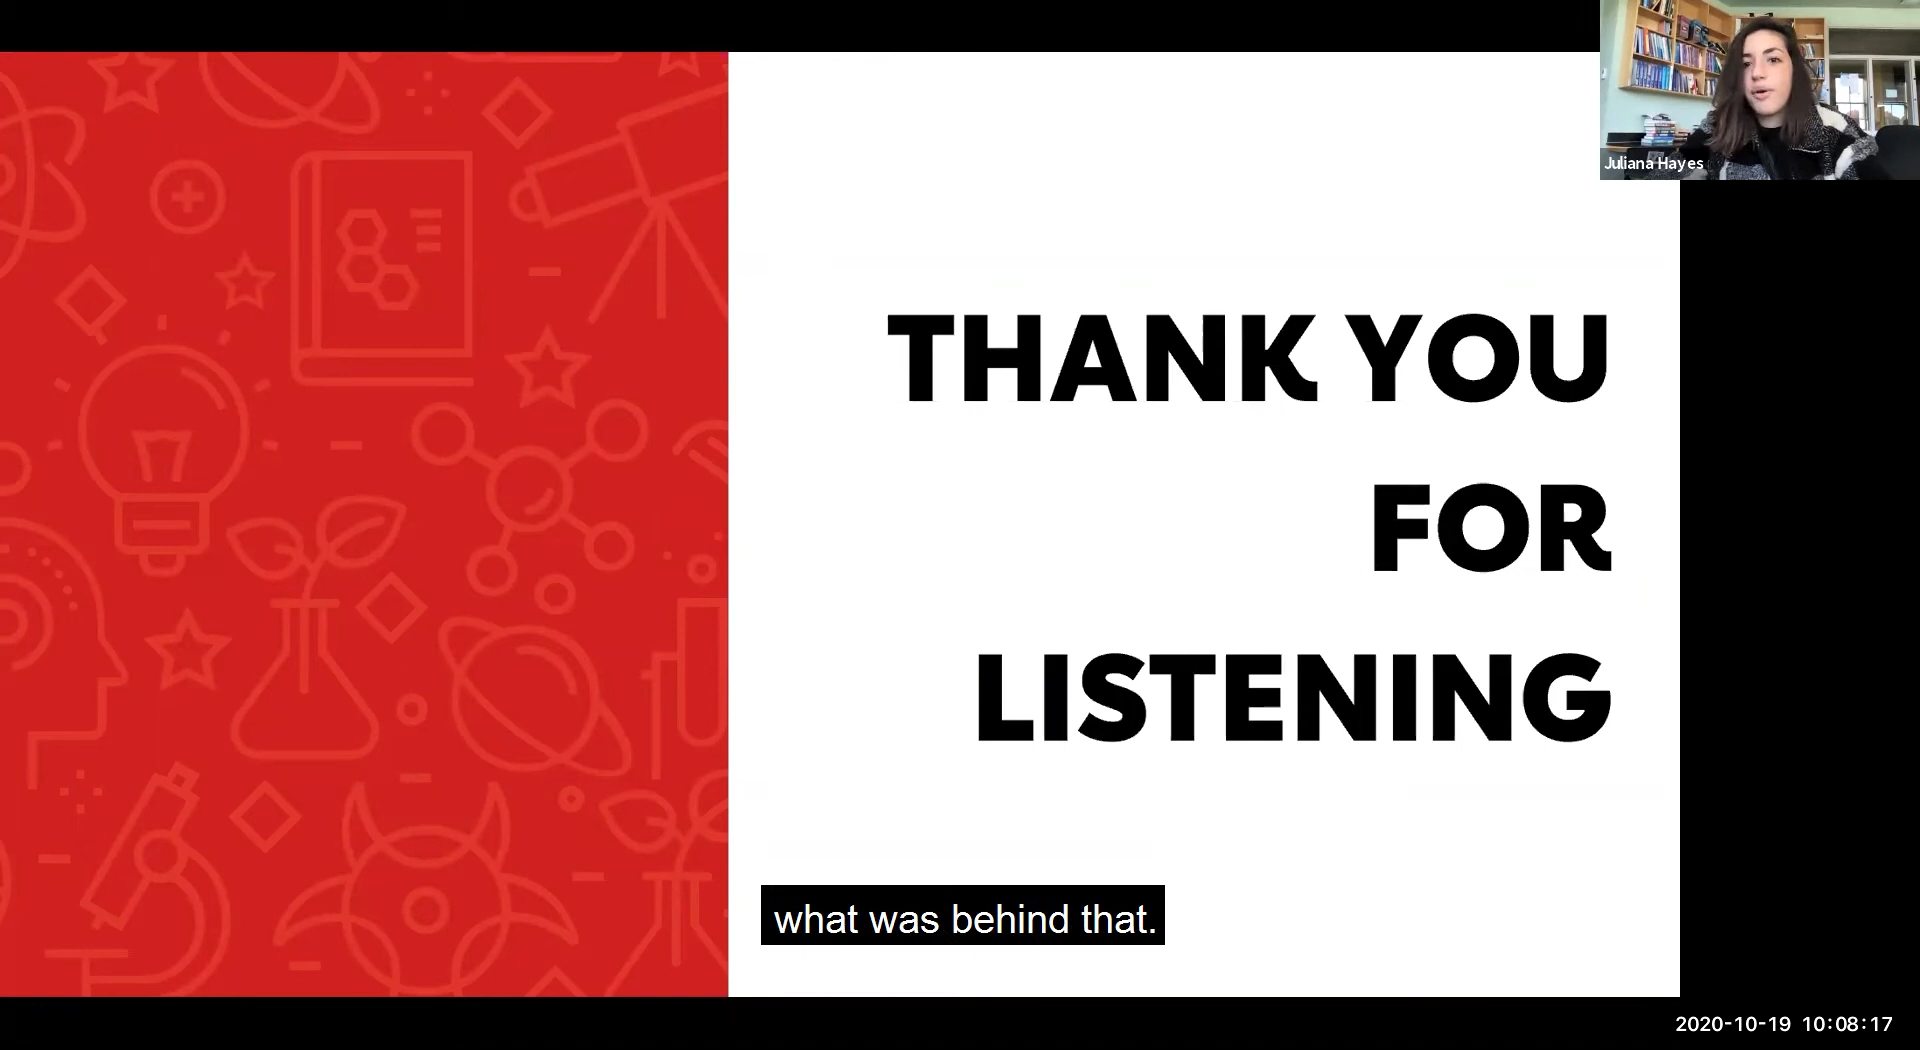 Juliana Hayes
THANK YOU
FOR
LISTENING
what was behind that.
2020-10-19 10:08:17